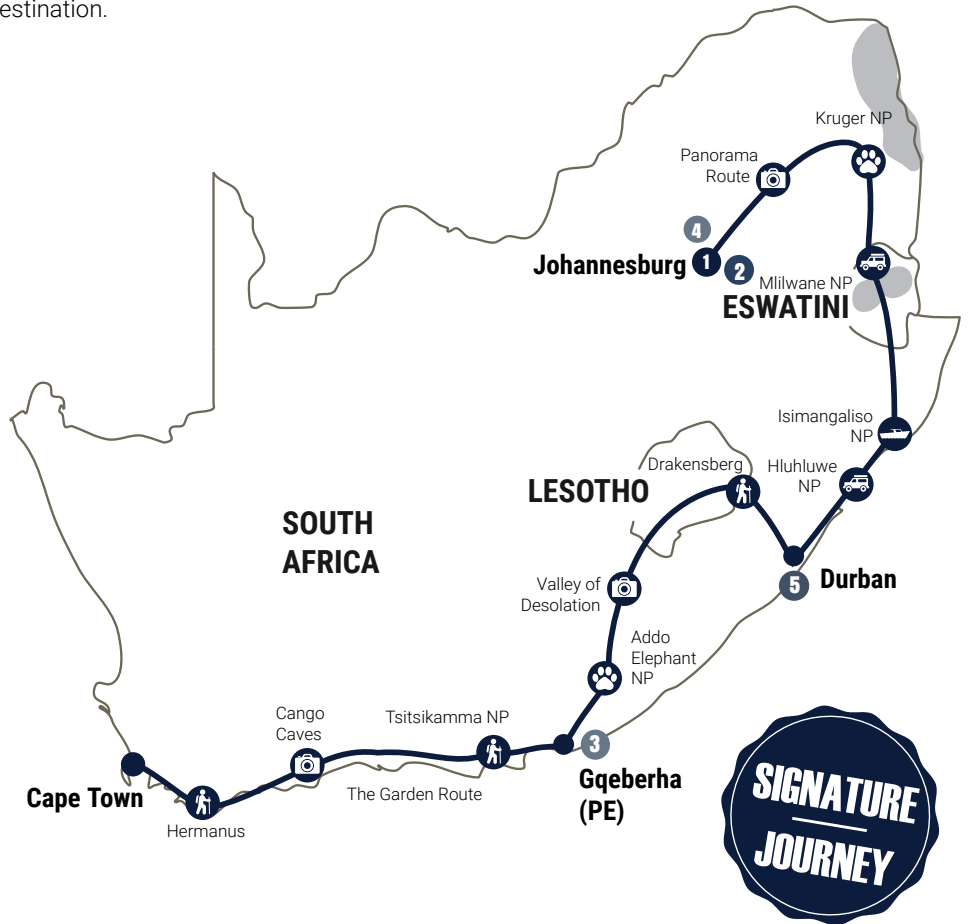 estination.
Kruger NP
Panorama
Route
4
Johannesburg
1
2
Mlilwane NP
ESWATINI
Isimangaliso
NP
Drakensberg
Hluhluwe
NP
LESOTHO
SOUTH
AFRICA
Valley of
Desolation
5
Durban
Addo
Elephant
NP
Cango
Caves
Tsitsikamma NP
3
Gqeberha
(PE)
The Garden Route
Cape Town
Hermanus
SIGNATURE
JOURNEY